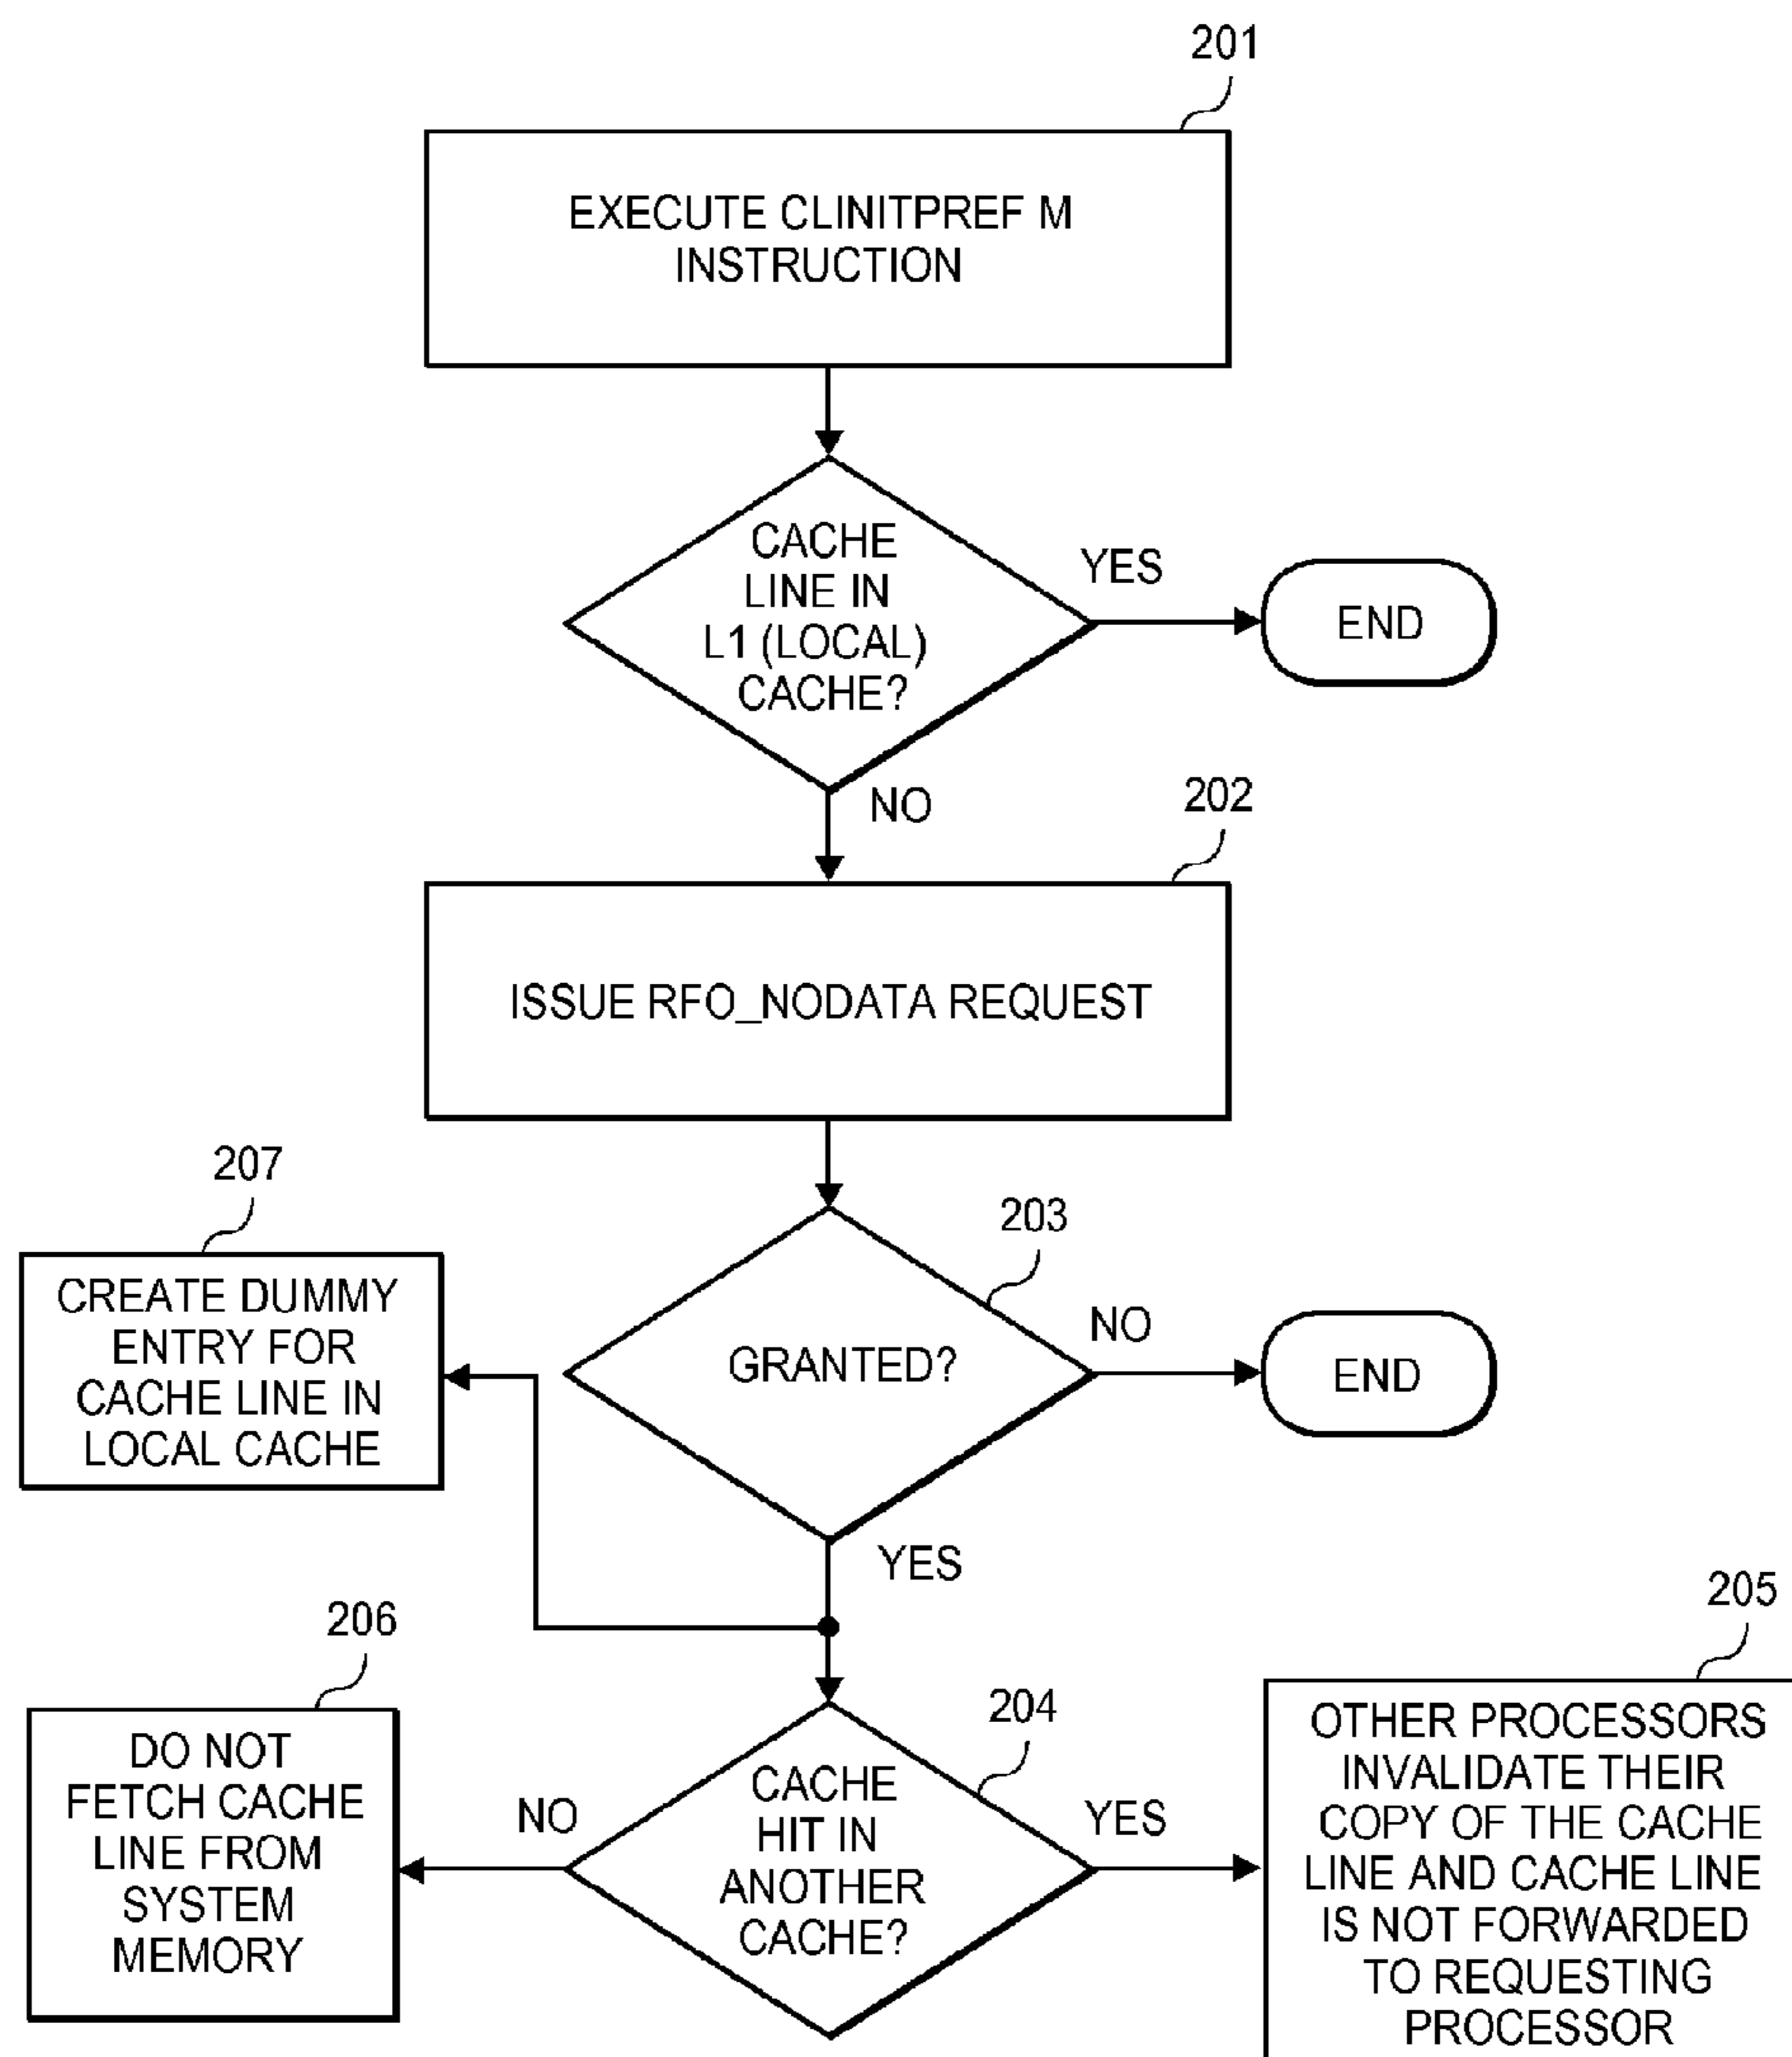 201
EXECUTE CLINITPREF M
INSTRUCTION
CACHE
LINE IN
L1 (LOCAL)
CACHE?
YES
END
NO
202
ISSUE RFO_NODATA REQUEST
207
CREATE DUMMY
ENTRY FOR
CACHE LINE IN
LOCAL CACHE
203
GRANTED?
NO
END
YES
206
DO NOT
FETCH CACHE
LINE FROM
SYSTEM
MEMORY
NO
204
CACHE
HIT IN
ANOTHER
CACHE?
YES
205
OTHER PROCESSORS
INVALIDATE THEIR
COPY OF THE CACHE
LINE AND CACHE LINE
IS NOT FORWARDED
TO REQUESTING
PROCESSOR